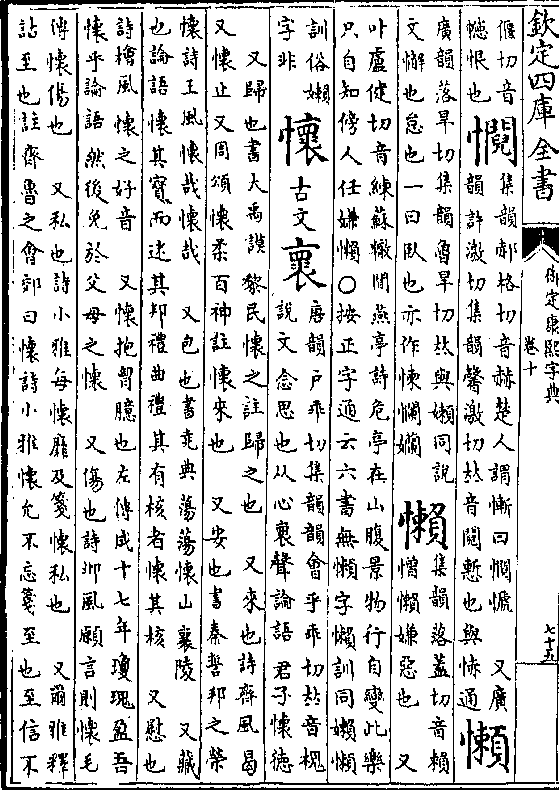 欽定四庫全書
御定康熙字典
卷十
七十五
恨切音
憾恨也
憪
集韻郝格切音赫楚人謂慚曰憪㦎 又廣
韻許激切集韻馨激切𠀤音䦧慙也與㤸通
懶
廣韻落旱切集韻魯旱切𠀤與嬾同說
文懈也怠也一曰臥也亦作㦨㦨嬾
懶
集韻落蓋切音賴
憎懶嫌惡也 又
叶盧健切音練蘇轍閒燕亭詩危亭在山腹景物行自變此樂
只自知傍人任嫌懶○按正字通云六書無懶字懶訓同嬾懶
訓俗嬾
字非
懷
古文
褱
唐韻戸乖切集韻韻會乎乖切𠀤音槐
說文念思也从心褱聲論語君子懷德
又歸也書大禹謨黎民懷之註歸之也 又來也詩齊風曷
又懷止又周頌懷柔百神註懷來也 又安也書秦誓邦之榮
懷詩王風懷哉懷哉 又包也書堯典蕩蕩懷山襄陵 又藏
也論語懷其寶而迷其邦禮曲禮其有核者懷其核 又慰也
詩檜風懷之好音 又懷抱胷臆也左傳成十七年瓊瑰盈吾
懷乎論語然後免於父母之懷 又傷也詩邶風願言則懷毛
傳懷傷也 又私也詩小雅每懷靡及箋懷私也 又爾雅釋
詁至也註齊魯之會郊曰懷詩小雅懷允不忘箋至也至信不